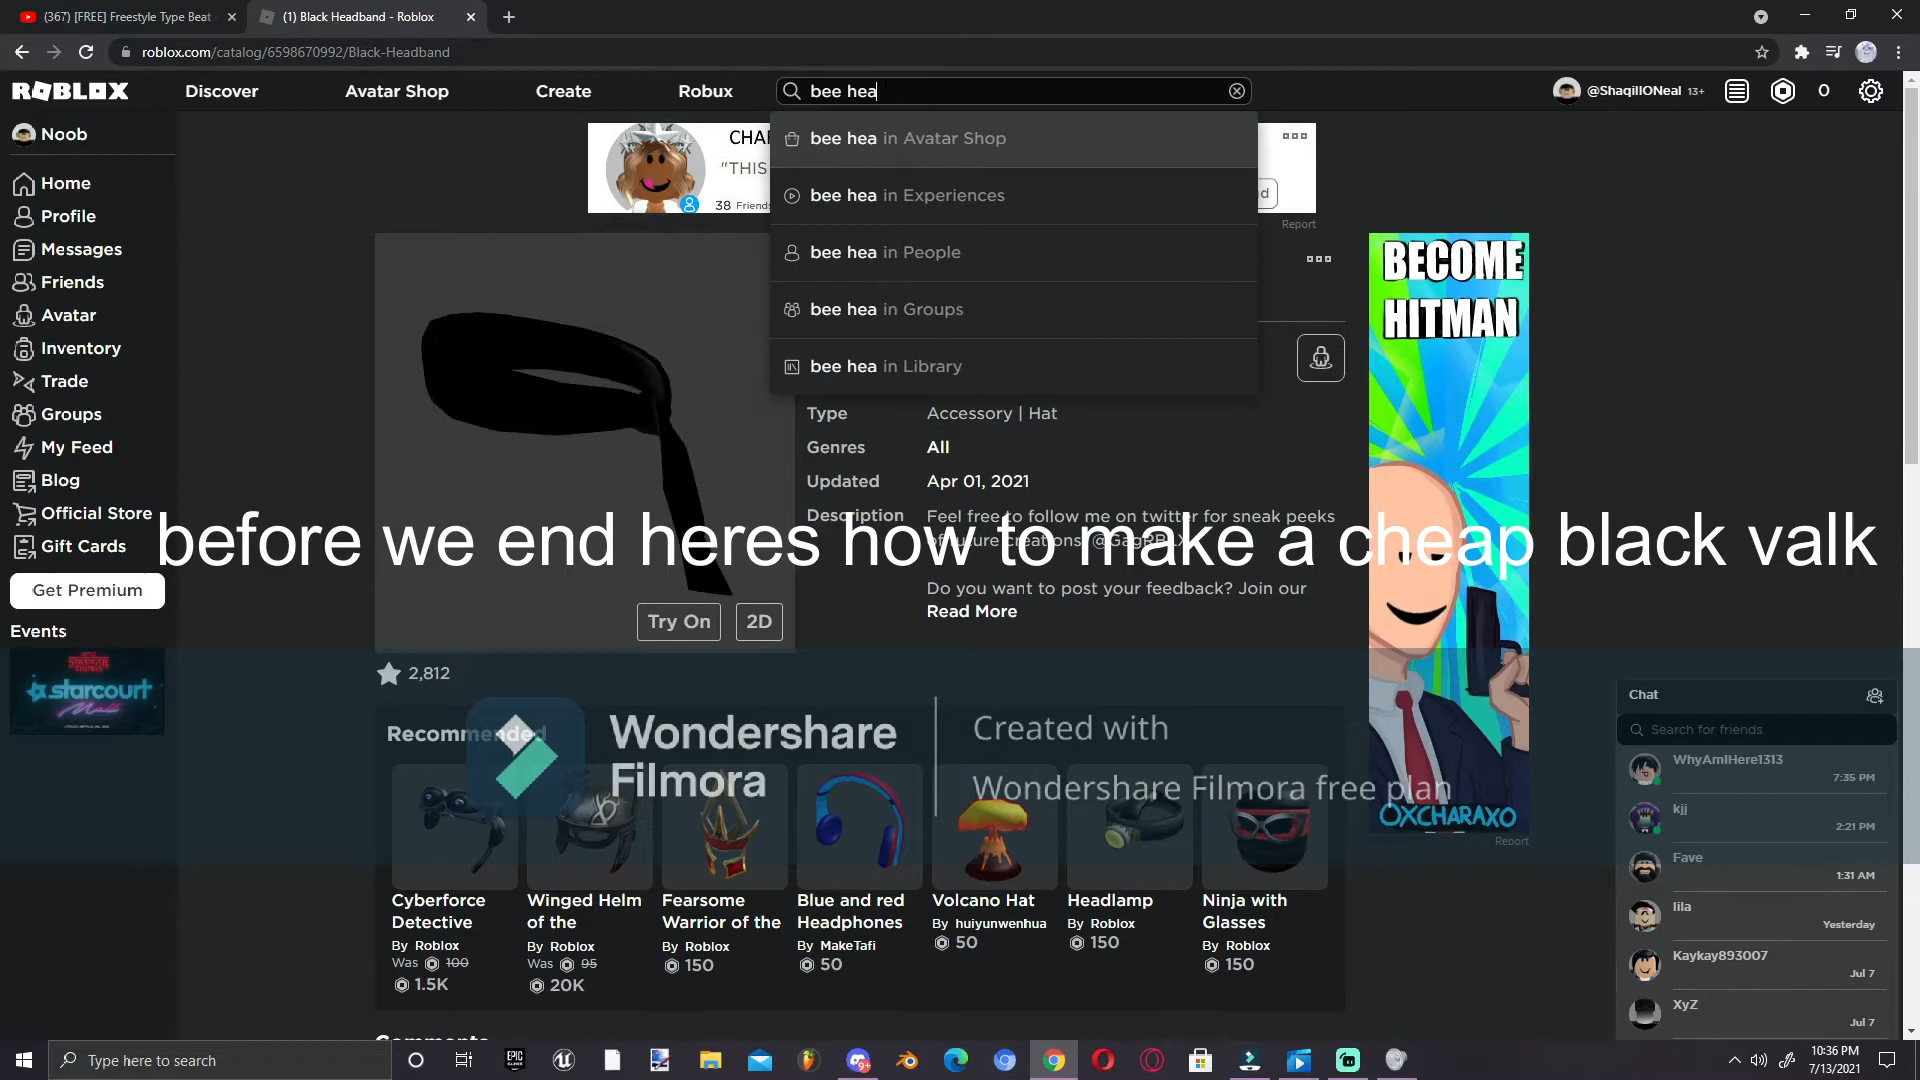 (367) [FREE] Freestyle Type Beat
(1) Black Headband - Roblox
roblox.com/catalog/6598670992/Black-Headband
ROBLOX
Discover
Avatar Shop
Create
Robux
bee hea
@ShaqillONeal 13+
0
Noob
Home
Profile
Messages
Friends
Avatar
Inventory
Trade
Groups
My Feed
Blog
Official Store
Gift Cards
Get Premium
Events
starcourt
"THIS
38 Friends
Report
bee hea in Avatar Shop
bee hea in Experiences
bee hea in People
bee hea in Groups
bee hea in Library
Type
Accessory | Hat
Genres
All
Updated
Apr 01, 2021
Description
Feel free to follow me on twitter for sneak peeks
Do you want to post your feedback? Join our
Read More
before we end heres how to make a cheap black valk
Try On
2D
2,812
BECOME
HITMAN
OXCHARAXO
Report
Recommended
Wondershare
Filmora
Created with
Wondershare Filmora free plan
Cyberforce
Detective
By Roblox
Was 100
1.5K
Winged Helm
of the
By Roblox
Was 95
20K
Fearsome
Warrior of the
By Roblox
150
Blue and red
Headphones
By MakeTafi
50
Volcano Hat
By huiyunwenhua
50
Headlamp
By Roblox
150
Ninja with
Glasses
By Roblox
150
Chat
Search for friends
WhyAmIHere1313
7:35 PM
kjj
2:21 PM
Fave
1:31 AM
lila
Yesterday
Kaykay893007
Jul 7
XyZ
Jul 7
Type here to search
EPIC
GAMES
10:36 PM
7/13/2021